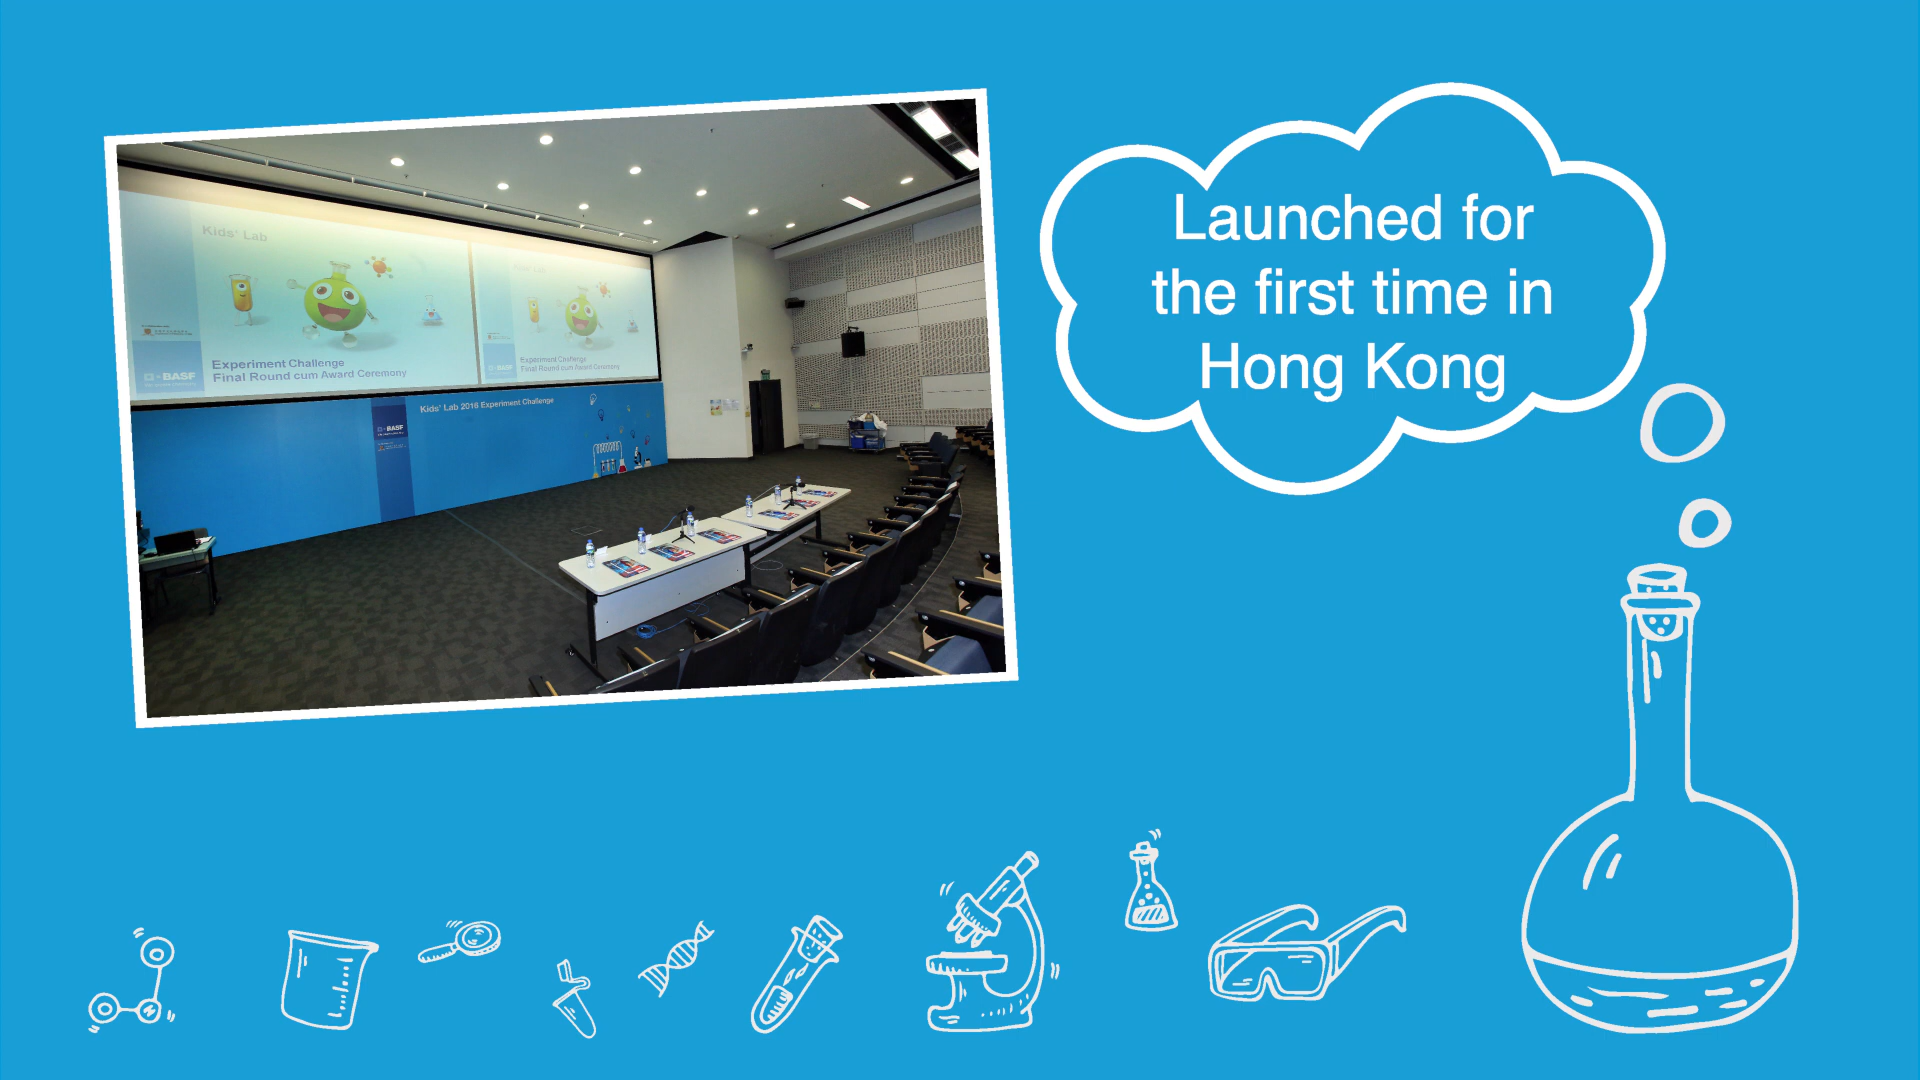 Kids' Lab
Experiment Challenge
Final Round cum Award Ceremony
BASF
Experiment Challenge
Final Round cum Award Ceremony
BASF
Kids' Lab 2016 Experiment Challenge
BASF
Launched for
the first time in
Hong Kong